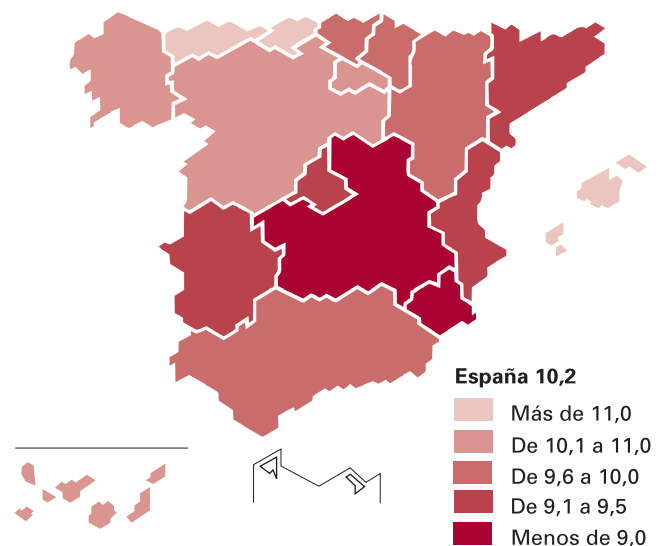 España 10,2
Más de 11,0
De 10,1 a 11,0
De 9,6 a 10,0
De 9,1 a 9,5
Menos de 9,0